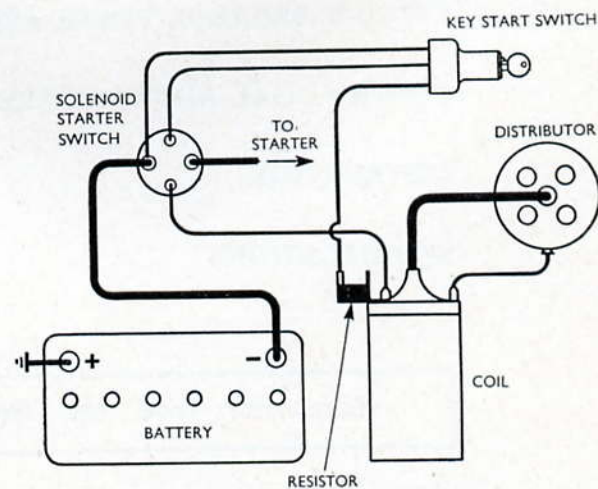 KEY START SWITCH
SOLENOID
STARTER
SWITCH
TO
STARTER
DISTRIBUTOR
+
−
BATTERY
COIL
RESISTOR